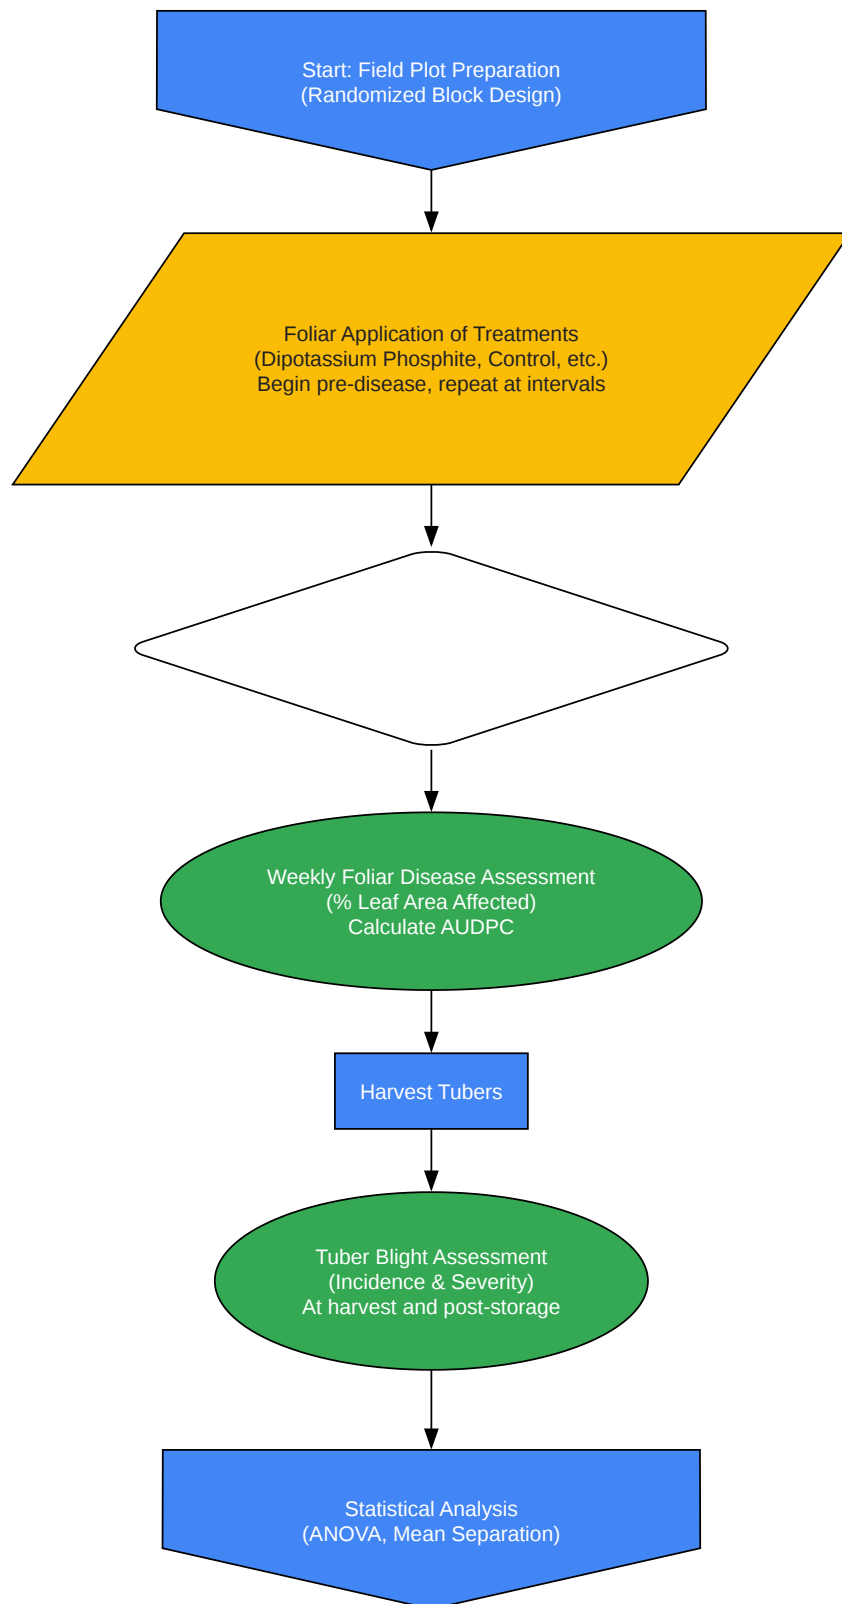 Start: Field Plot Preparation
(Randomized Block Design)
Foliar Application of Treatments
(Dipotassium Phosphite, Control, etc.)
Begin pre-disease, repeat at intervals
Weekly Foliar Disease Assessment
(% Leaf Area Affected)
Calculate AUDPC
Harvest Tubers
Tuber Blight Assessment
(Incidence & Severity)
At harvest and post-storage
Statistical Analysis
(ANOVA, Mean Separation)